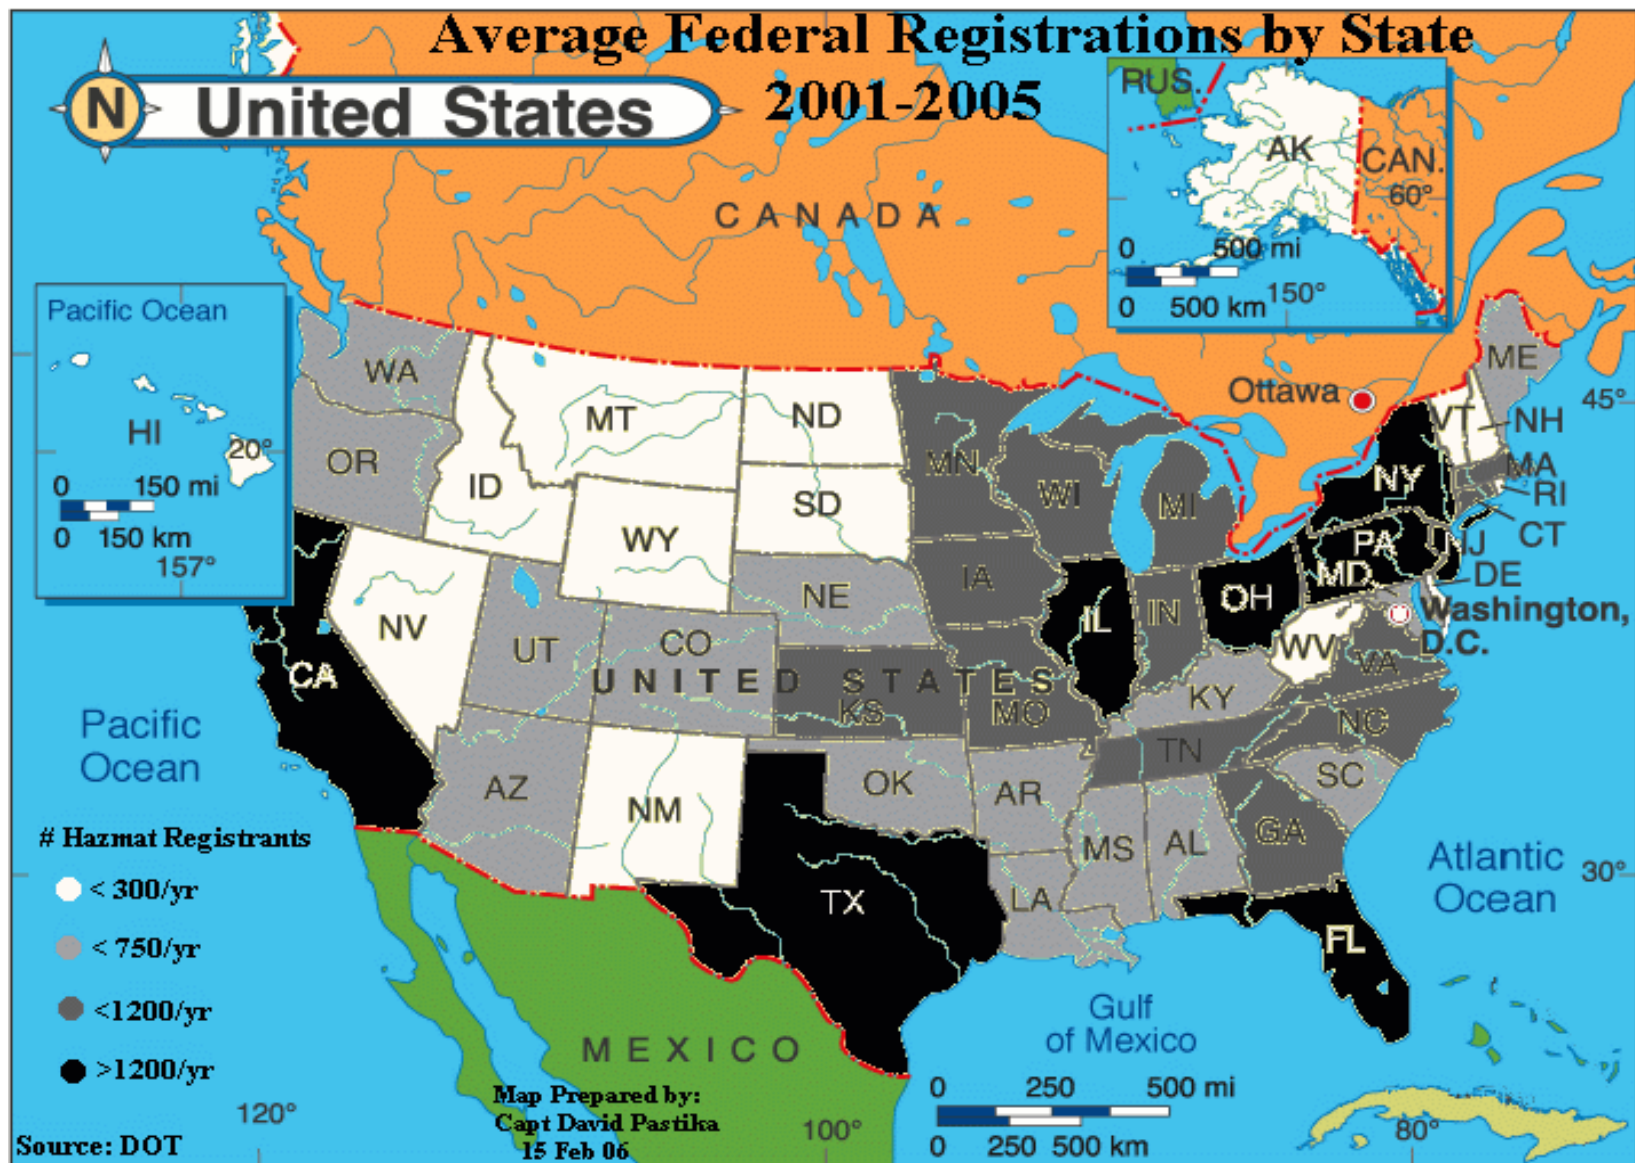 Average Federal Registrations by State
2001-2005
N
United States
RUS.
AK
CAN.
60°
0 500 mi
0 500 km
150°
CANADA
Pacific Ocean
HI
20°
0 150 mi
0 150 km
157°
Ottawa
45°
WA
OR
ID
MT
ND
SD
WY
NV
UT
CO
NE
CA
AZ
NM
MN
WI
MI
IA
IL
IN
OH
KS
MO
KY
TN
OK
AR
TX
LA
MS
AL
GA
FL
SC
NC
VA
WV
MD
PA
NY
VT
ME
NH
MA
RI
CT
NJ
DE
Washington,
D.C.
UNITED STATES
Pacific
Ocean
Atlantic
Ocean
30°
Gulf
of Mexico
MEXICO
# Hazmat Registrants
< 300/yr
< 750/yr
<1200/yr
>1200/yr
120°
100°
80°
0 250 500 mi
0 250 500 km
Map Prepared by:
Capt David Pastika
15 Feb 06
Source: DOT